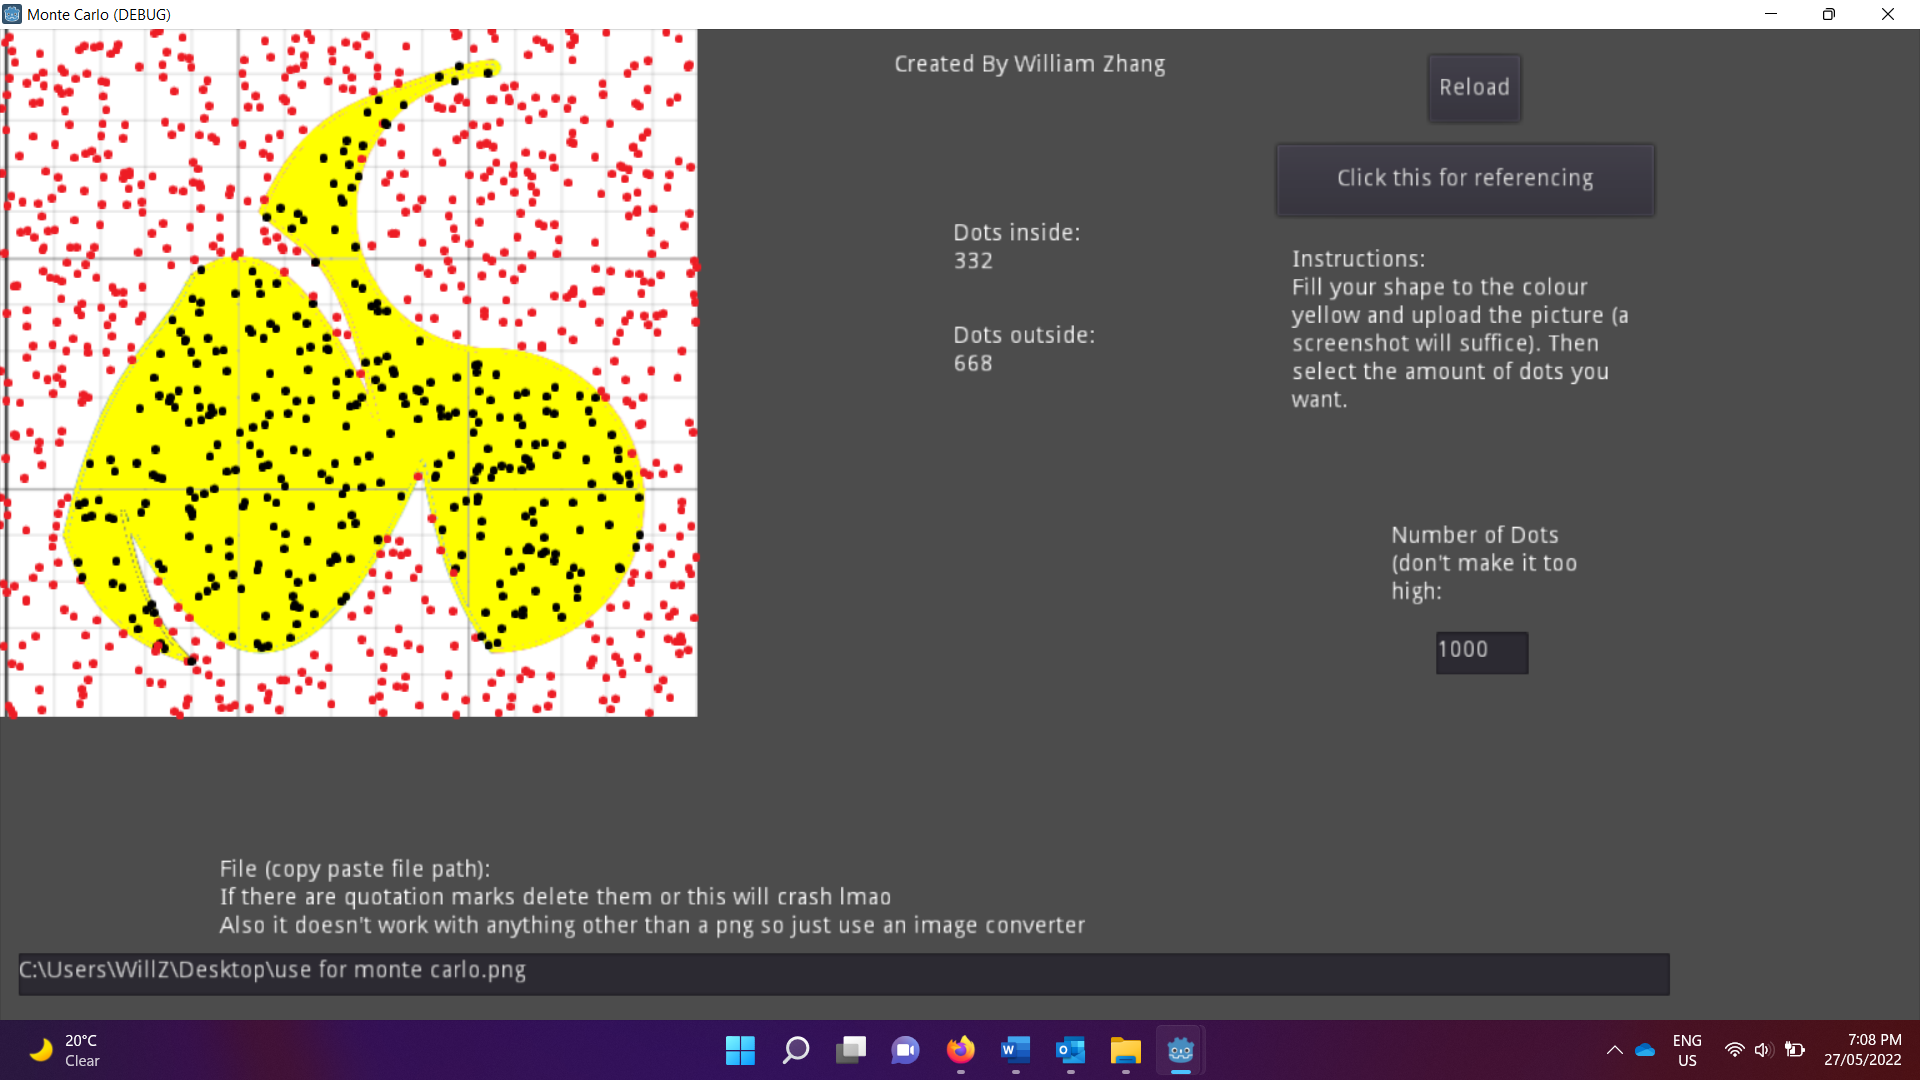 Monte Carlo (DEBUG)
Created By William Zhang
Reload
Click this for referencing
Dots inside:
332
Dots outside:
668
Instructions:
Fill your shape to the colour
yellow and upload the picture (a
screenshot will suffice). Then
select the amount of dots you
want.
Number of Dots
(don't make it too
high:
1000
File (copy paste file path):
If there are quotation marks delete them or this will crash lmao
Also it doesn't work with anything other than a png so just use an image converter
C:\Users\WillZ\Desktop\use for monte carlo.png
20°C
Clear
ENG
US
7:08 PM
27/05/2022